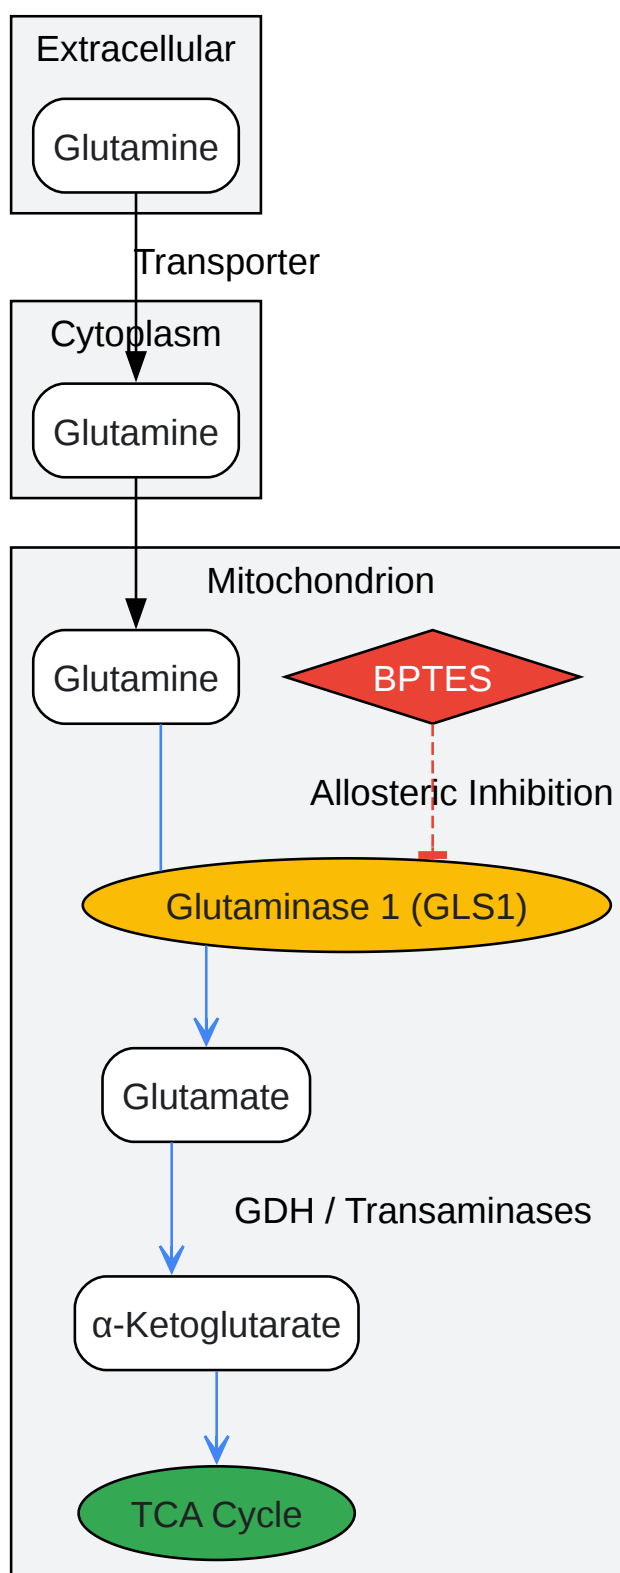 Extracellular
Glutamine
Transporter
Cytoplasm
Glutamine
Mitochondrion
Glutamine
BPTES
Allosteric Inhibition
Glutaminase 1 (GLS1)
Glutamate
GDH / Transaminases
α-Ketoglutarate
TCA Cycle